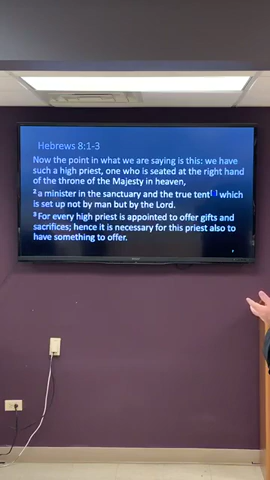 Hebrews 8:1-3
Now the point in what we are saying is this: we have
such a high priest, one who is seated at the right hand
of the throne of the Majesty in heaven,
2 a minister in the sanctuary and the true tent[ ] which
is set up not by man but by the Lord.
3 For every high priest is appointed to offer gifts and
sacrifices; hence it is necessary for this priest also to
have something to offer.